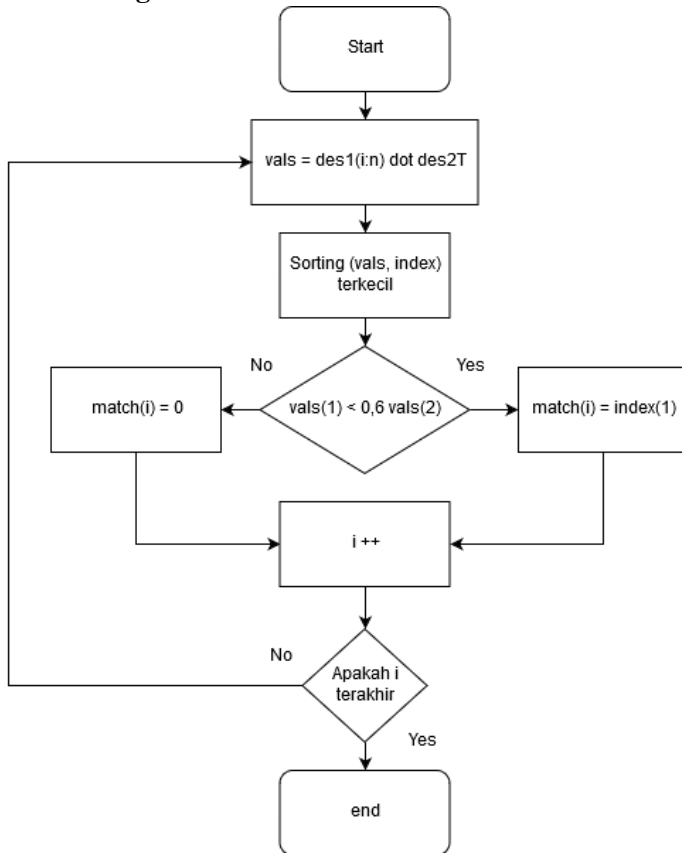 Start
vals = des1(i:n) dot des2T
Sorting (vals, index)
terkecil
No
Yes
match(i) = 0
vals(1) < 0,6 vals(2)
match(i) = index(1)
i ++
No
Apakah i
terakhir
Yes
end